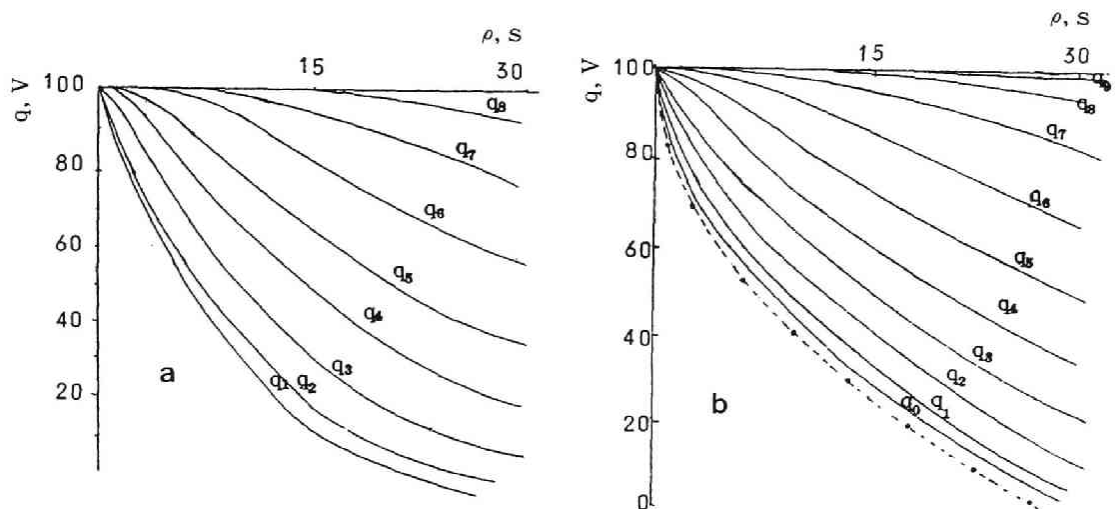 ρ, s
15 30
q, V
100
80
60
40
20
q₈
q₇
q₆
q₅
q₄
q₃
q₁ q₂
a
ρ, s
15 30
q, V
100
80
60
40
20
0
q₉
q₈
q₇
q₆
q₅
q₄
q₃
q₂
q₁
q₀
b